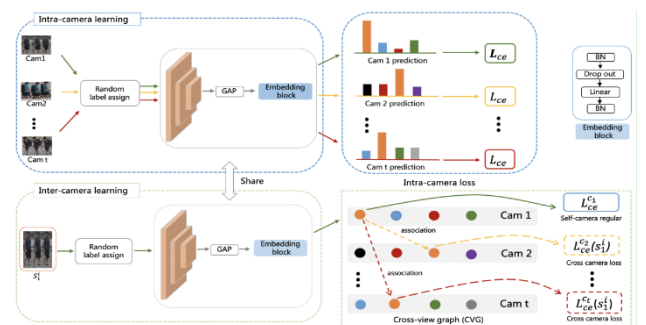 Intra-camera learning
Cam1
Cam2
Cam t
Random
label assign
GAP
Embedding
block
Cam 1 prediction
Cam 2 prediction
Cam t prediction
L_ce
L_ce
L_ce
BN
Drop out
Linear
BN
Embedding
block
Share
Intra-camera loss
Inter-camera learning
S_1^i
Random
label assign
GAP
Embedding
block
Cam 1
association
Cam 2
association
Cam t
Cross-view graph (CVG)
L_ce^{c_1}
Self-camera regular
L_ce^{c_2}(s_1^i)
Cross camera loss
L_ce^{c_t}(s_1^i)
Cross camera loss